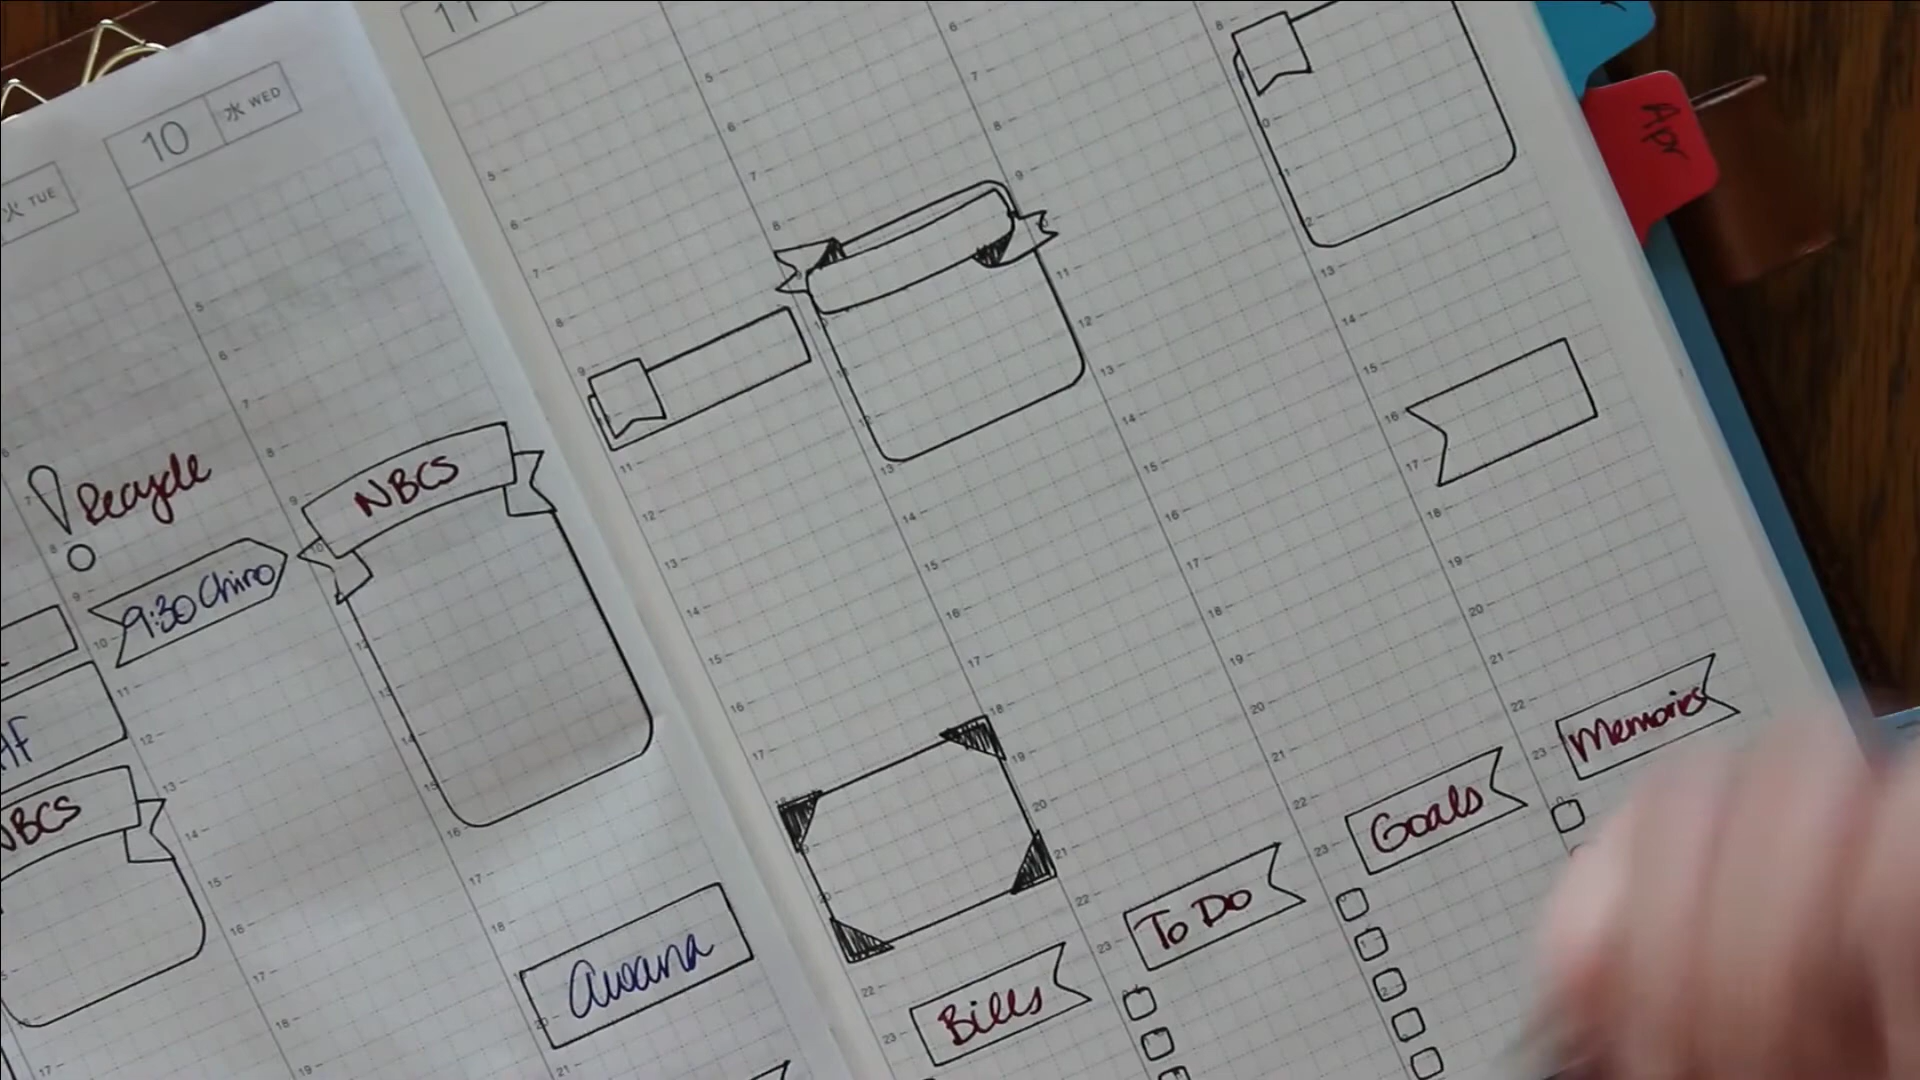 火 TUE
10
水 WED
11
Apr
Recycle
9:30 Chiro
NBCS
NBCS
Awana
Bills
To Do
Goals
Memories